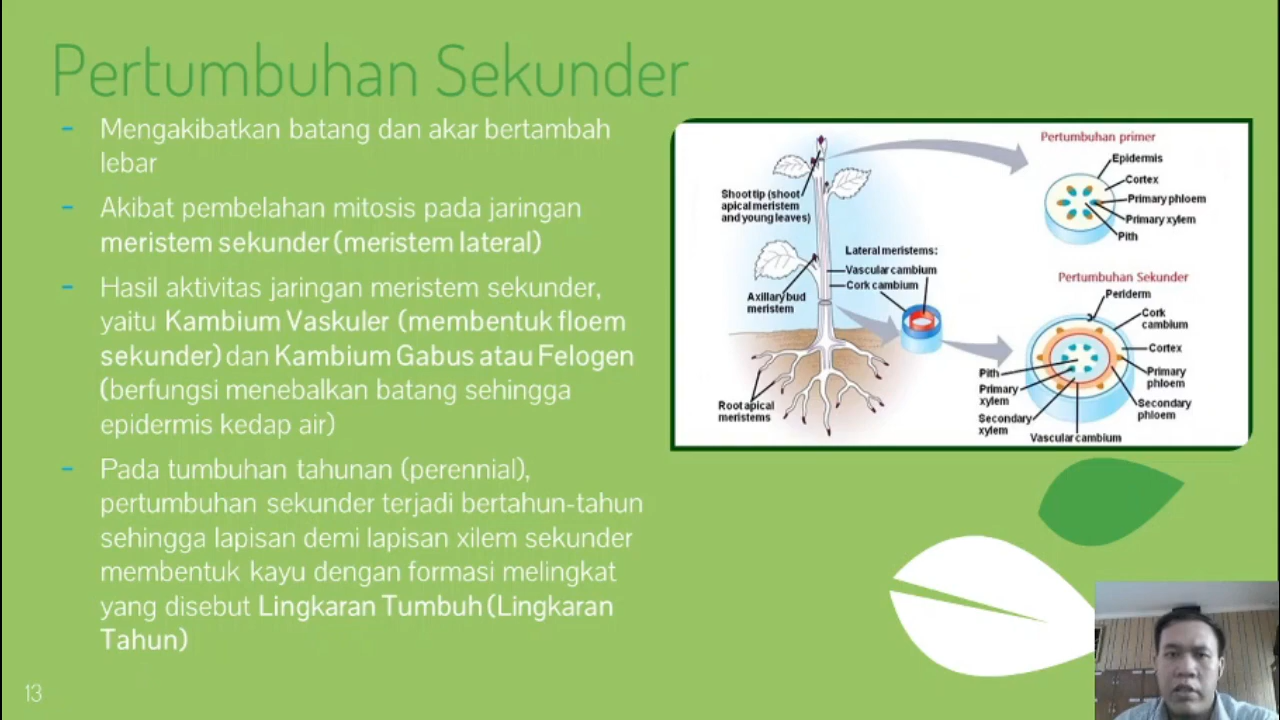 Pertumbuhan Sekunder
- Mengakibatkan batang dan akar bertambah
lebar
- Akibat pembelahan mitosis pada jaringan
meristem sekunder (meristem lateral)
- Hasil aktivitas jaringan meristem sekunder,
yaitu Kambium Vaskuler (membentuk floem
sekunder) dan Kambium Gabus atau Felogen
(berfungsi menebalkan batang sehingga
epidermis kedap air)
- Pada tumbuhan tahunan (perennial),
pertumbuhan sekunder terjadi bertahun-tahun
sehingga lapisan demi lapisan xilem sekunder
membentuk kayu dengan formasi melingkat
yang disebut Lingkaran Tumbuh (Lingkaran
Tahun)
Shoot tip (shoot
apical meristem
and young leaves)
Lateral meristems:
Vascular cambium
Cork cambium
Axillary bud
meristem
Root apical
meristems
Pertumbuhan primer
Epidermis
Cortex
Primary phloem
Primary xylem
Pith
Pertumbuhan Sekunder
Periderm
Cork
cambium
Cortex
Primary
phloem
Secondary
phloem
Pith
Primary
xylem
Secondary
xylem
Vascular cambium
13